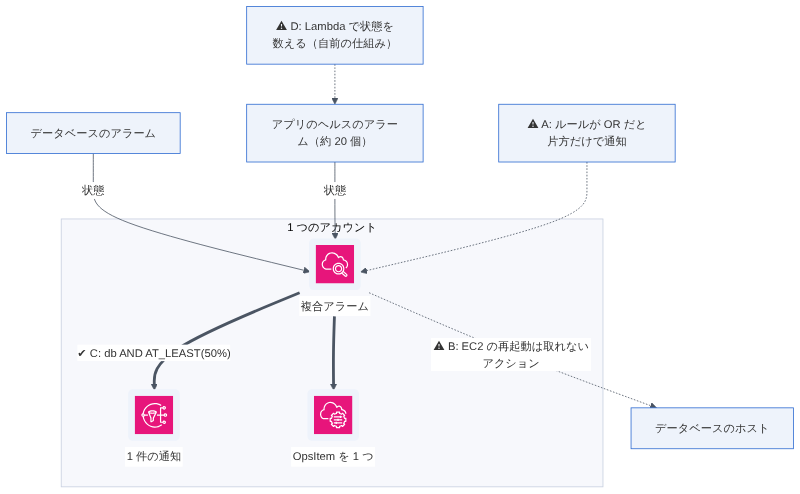 ⚠ D: Lambda で状態を
数える（自前の仕組み）
データベースのアラーム
アプリのヘルスのアラー
ム（約 20 個）
⚠ A: ルールが OR だと
片方だけで通知
状態
状態
1 つのアカウント
複合アラーム
✔ C: db AND AT_LEAST(50%)
⚠ B: EC2 の再起動は取れない
アクション
データベースのホスト
1 件の通知
OpsItem を 1 つ